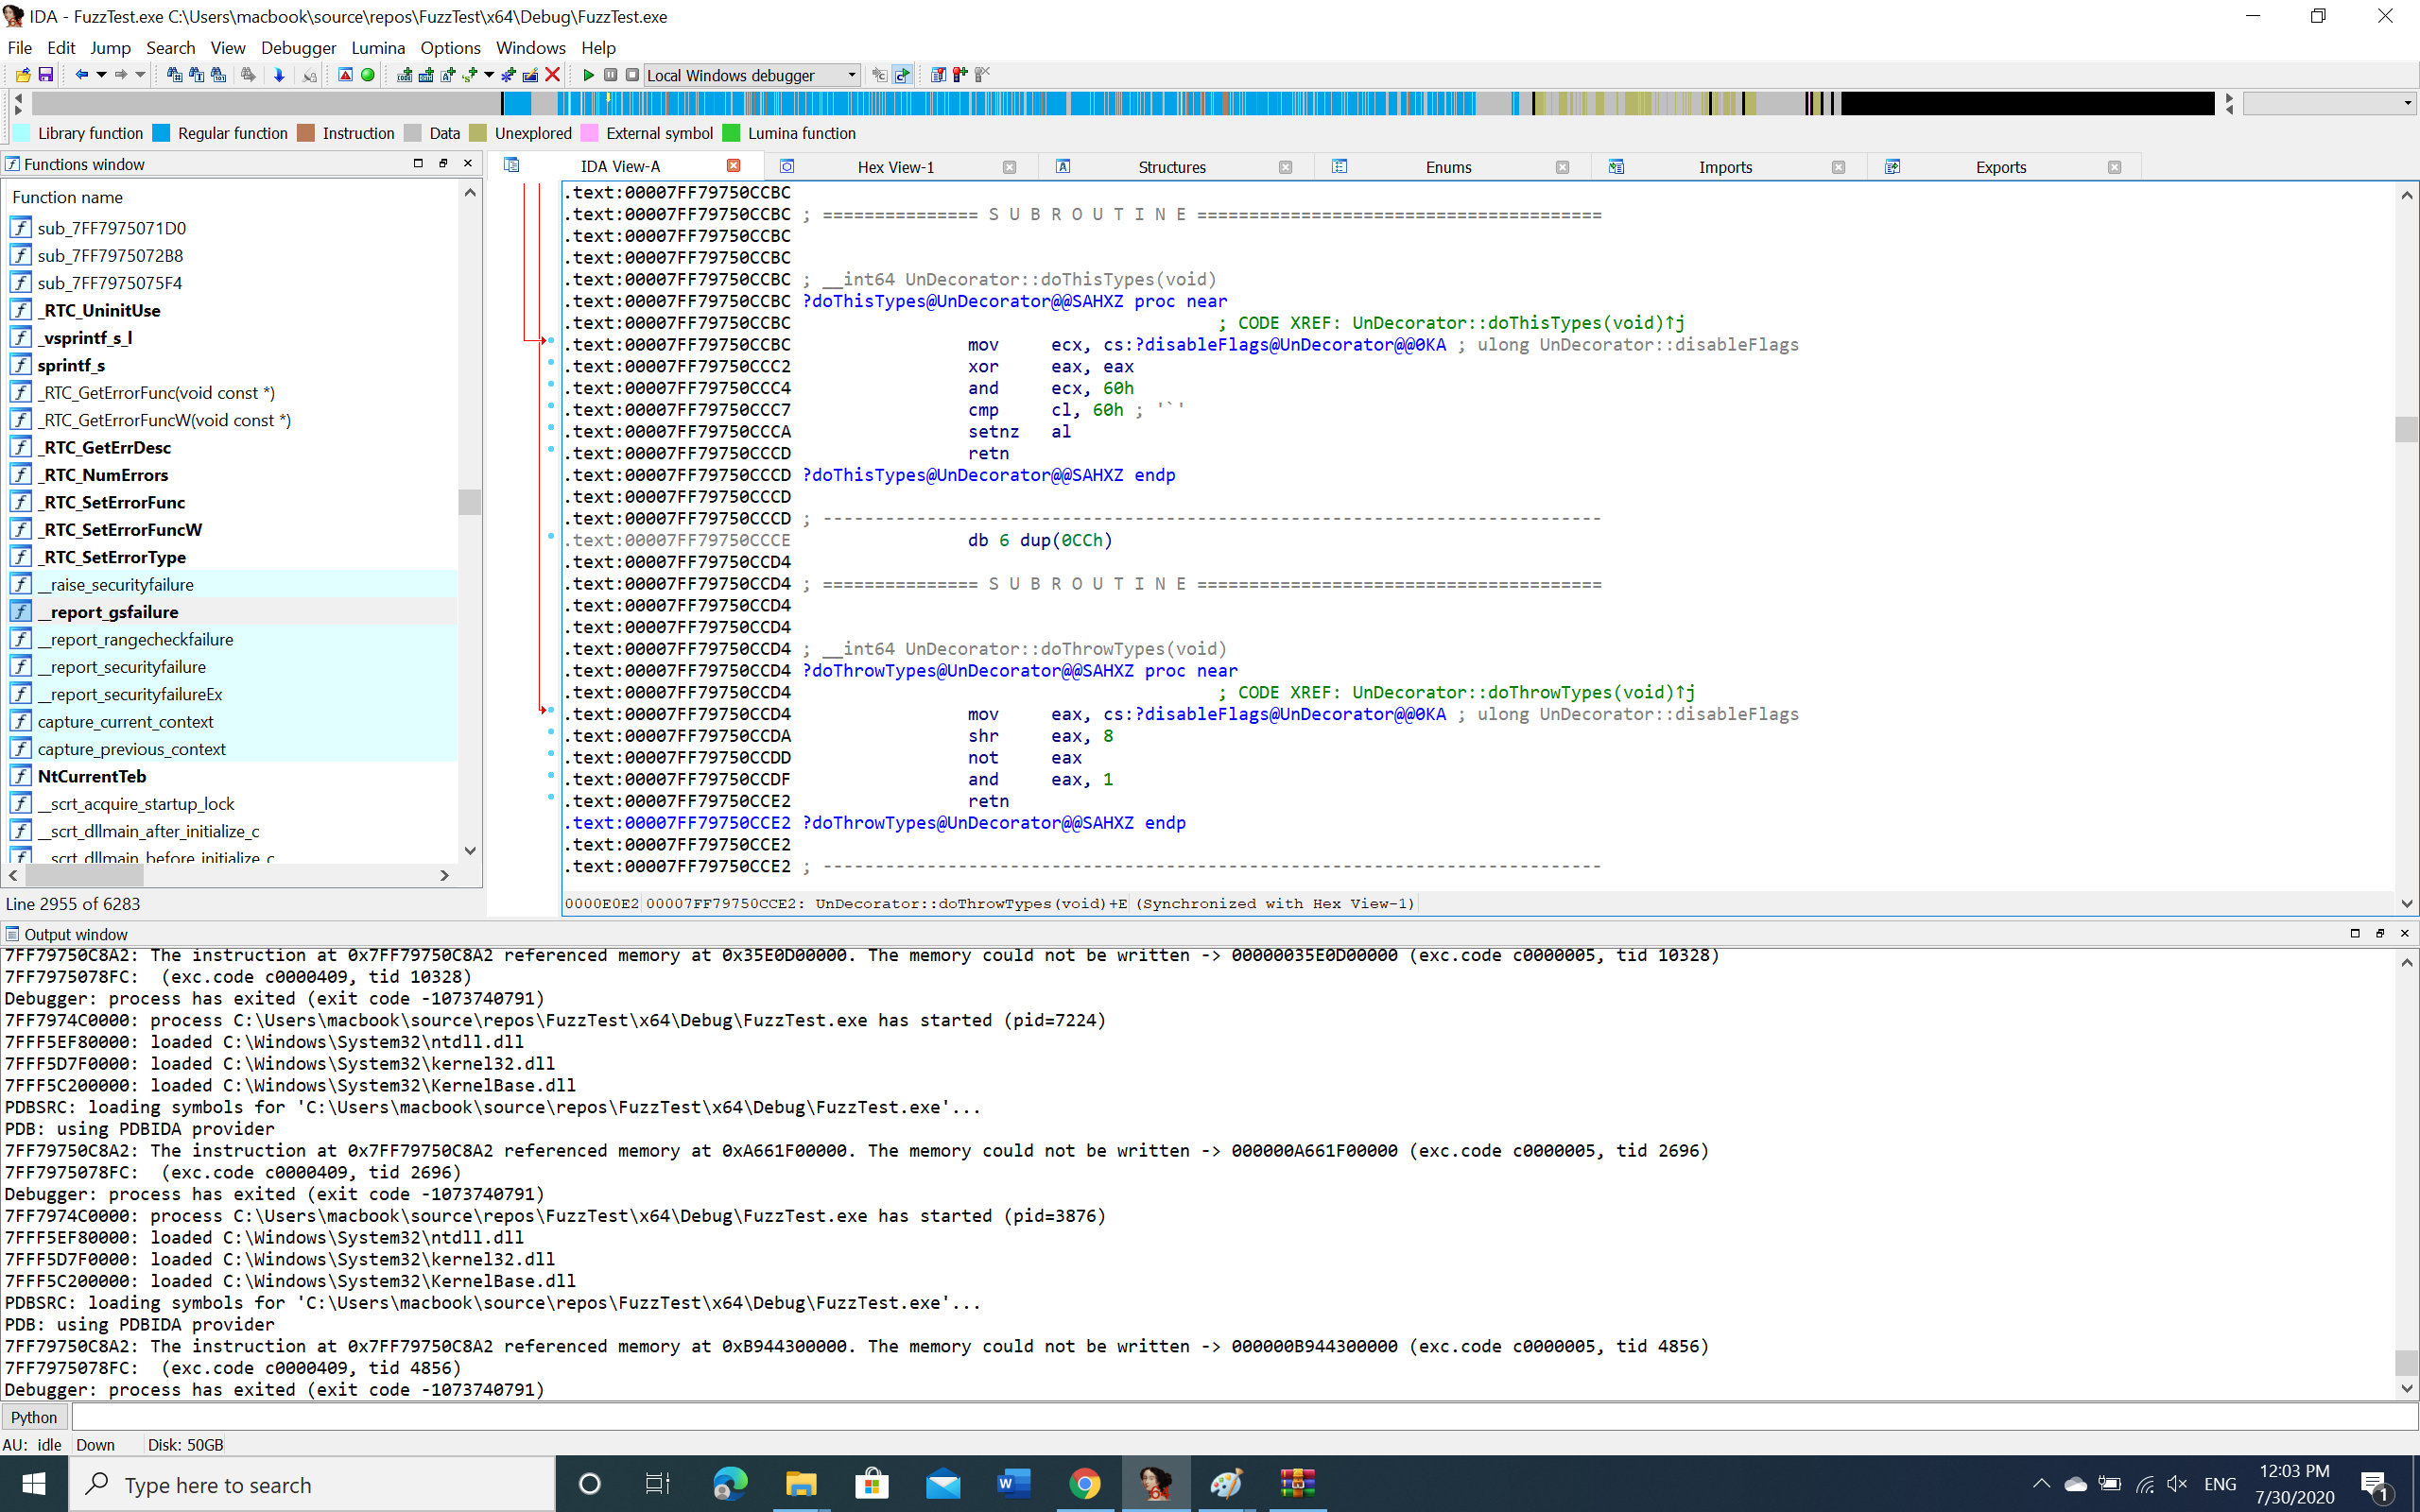 IDA - FuzzTest.exe C:\Users\macbook\source\repos\FuzzTest\x64\Debug\FuzzTest.exe
File Edit Jump Search View Debugger Lumina Options Windows Help
Local Windows debugger
Library function Regular function Instruction Data Unexplored External symbol Lumina function
Functions window
Function name
sub_7FF7975071D0
sub_7FF7975072B8
sub_7FF7975075F4
_RTC_UninitUse
_vsprintf_s_l
sprintf_s
_RTC_GetErrorFunc(void const *)
_RTC_GetErrorFuncW(void const *)
_RTC_GetErrDesc
_RTC_NumErrors
_RTC_SetErrorFunc
_RTC_SetErrorFuncW
_RTC_SetErrorType
__raise_securityfailure
__report_gsfailure
__report_rangecheckfailure
__report_securityfailure
__report_securityfailureEx
capture_current_context
capture_previous_context
NtCurrentTeb
__scrt_acquire_startup_lock
__scrt_dllmain_after_initialize_c
__scrt_dllmain_before_initialize_c
Line 2955 of 6283
IDA View-A Hex View-1 Structures Enums Imports Exports
.text:00007FF79750CCBC
.text:00007FF79750CCBC ; =============== S U B R O U T I N E =======================================
.text:00007FF79750CCBC
.text:00007FF79750CCBC
.text:00007FF79750CCBC ; __int64 UnDecorator::doThisTypes(void)
.text:00007FF79750CCBC ?doThisTypes@UnDecorator@@SAHXZ proc near
.text:00007FF79750CCBC ; CODE XREF: UnDecorator::doThisTypes(void)↑j
.text:00007FF79750CCBC mov ecx, cs:?disableFlags@UnDecorator@@0KA ; ulong UnDecorator::disableFlags
.text:00007FF79750CCC2 xor eax, eax
.text:00007FF79750CCC4 and ecx, 60h
.text:00007FF79750CCC7 cmp cl, 60h ; '`'
.text:00007FF79750CCCA setnz al
.text:00007FF79750CCCD retn
.text:00007FF79750CCCD ?doThisTypes@UnDecorator@@SAHXZ endp
.text:00007FF79750CCCD
.text:00007FF79750CCCD ; ---------------------------------------------------------------------------
.text:00007FF79750CCCE db 6 dup(0CCh)
.text:00007FF79750CCD4
.text:00007FF79750CCD4 ; =============== S U B R O U T I N E =======================================
.text:00007FF79750CCD4
.text:00007FF79750CCD4
.text:00007FF79750CCD4 ; __int64 UnDecorator::doThrowTypes(void)
.text:00007FF79750CCD4 ?doThrowTypes@UnDecorator@@SAHXZ proc near
.text:00007FF79750CCD4 ; CODE XREF: UnDecorator::doThrowTypes(void)↑j
.text:00007FF79750CCD4 mov eax, cs:?disableFlags@UnDecorator@@0KA ; ulong UnDecorator::disableFlags
.text:00007FF79750CCDA shr eax, 8
.text:00007FF79750CCDD not eax
.text:00007FF79750CCDF and eax, 1
.text:00007FF79750CCE2 retn
.text:00007FF79750CCE2 ?doThrowTypes@UnDecorator@@SAHXZ endp
.text:00007FF79750CCE2
.text:00007FF79750CCE2 ; ---------------------------------------------------------------------------
0000E0E2 00007FF79750CCE2: UnDecorator::doThrowTypes(void)+E (Synchronized with Hex View-1)
Output window
7FF79750C8A2: The instruction at 0x7FF79750C8A2 referenced memory at 0x35E0D00000. The memory could not be written -> 00000035E0D00000 (exc.code c0000005, tid 10328)
7FF7975078FC: (exc.code c0000409, tid 10328)
Debugger: process has exited (exit code -1073740791)
7FF7974C0000: process C:\Users\macbook\source\repos\FuzzTest\x64\Debug\FuzzTest.exe has started (pid=7224)
7FFF5EF80000: loaded C:\Windows\System32\ntdll.dll
7FFF5D7F0000: loaded C:\Windows\System32\kernel32.dll
7FFF5C200000: loaded C:\Windows\System32\KernelBase.dll
PDBSRC: loading symbols for 'C:\Users\macbook\source\repos\FuzzTest\x64\Debug\FuzzTest.exe'...
PDB: using PDBIDA provider
7FF79750C8A2: The instruction at 0x7FF79750C8A2 referenced memory at 0xA661F00000. The memory could not be written -> 000000A661F00000 (exc.code c0000005, tid 2696)
7FF7975078FC: (exc.code c0000409, tid 2696)
Debugger: process has exited (exit code -1073740791)
7FF7974C0000: process C:\Users\macbook\source\repos\FuzzTest\x64\Debug\FuzzTest.exe has started (pid=3876)
7FFF5EF80000: loaded C:\Windows\System32\ntdll.dll
7FFF5D7F0000: loaded C:\Windows\System32\kernel32.dll
7FFF5C200000: loaded C:\Windows\System32\KernelBase.dll
PDBSRC: loading symbols for 'C:\Users\macbook\source\repos\FuzzTest\x64\Debug\FuzzTest.exe'...
PDB: using PDBIDA provider
7FF79750C8A2: The instruction at 0x7FF79750C8A2 referenced memory at 0xB944300000. The memory could not be written -> 000000B944300000 (exc.code c0000005, tid 4856)
7FF7975078FC: (exc.code c0000409, tid 4856)
Debugger: process has exited (exit code -1073740791)
Python
AU: idle Down Disk: 50GB
Type here to search
ENG
12:03 PM
7/30/2020
1